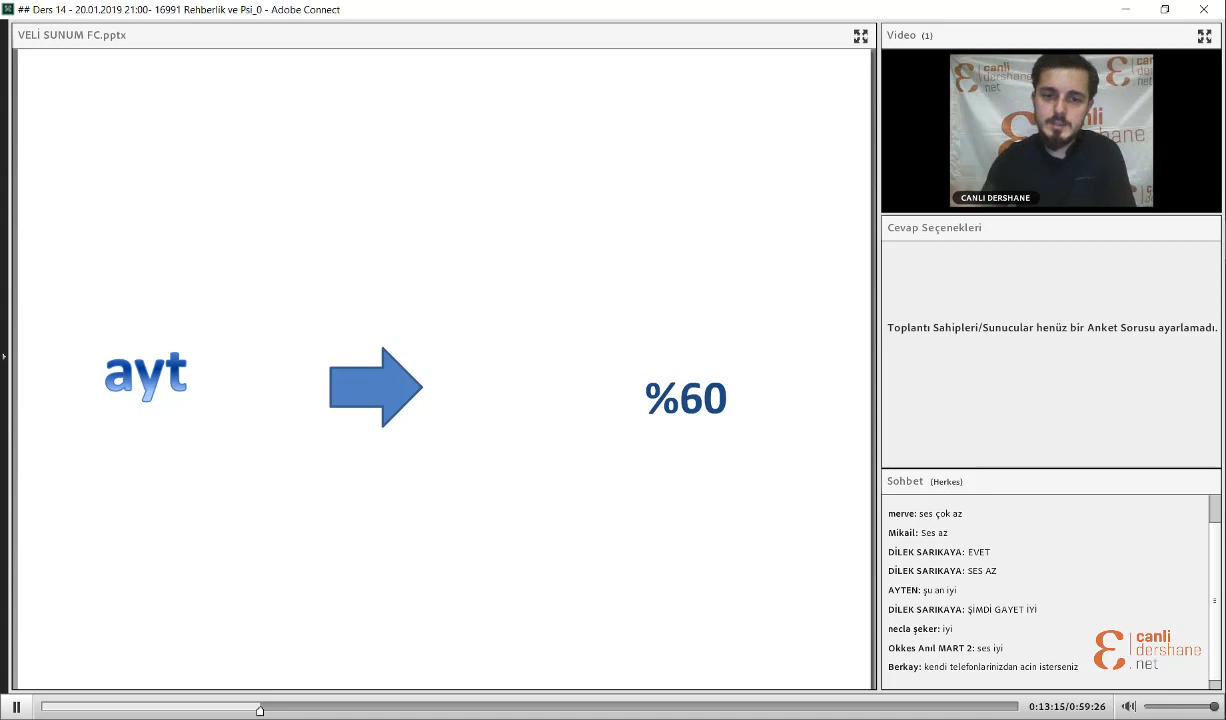 ## Ders 14 - 20.01.2019 21:00- 16991 Rehberlik ve Psi_0 - Adobe Connect
VELİ SUNUM FC.pptx
ayt
%60
Video (1)
canli
dershane
.net
CANLI DERSHANE
Cevap Seçenekleri
Toplantı Sahipleri/Sunucular henüz bir Anket Sorusu ayarlamadı.
Sohbet (Herkes)
merve: ses çok az
Mikail: Ses az
DİLEK SARIKAYA: EVET
DİLEK SARIKAYA: SES AZ
AYTEN: şu an iyi
DİLEK SARIKAYA: ŞİMDİ GAYET İYİ
necla şeker: iyi
Okkes Anıl MART 2: ses iyi
Berkay: kendi telefonlarinizdan acin isterseniz
canli
dershane
.net
0:13:15/0:59:26